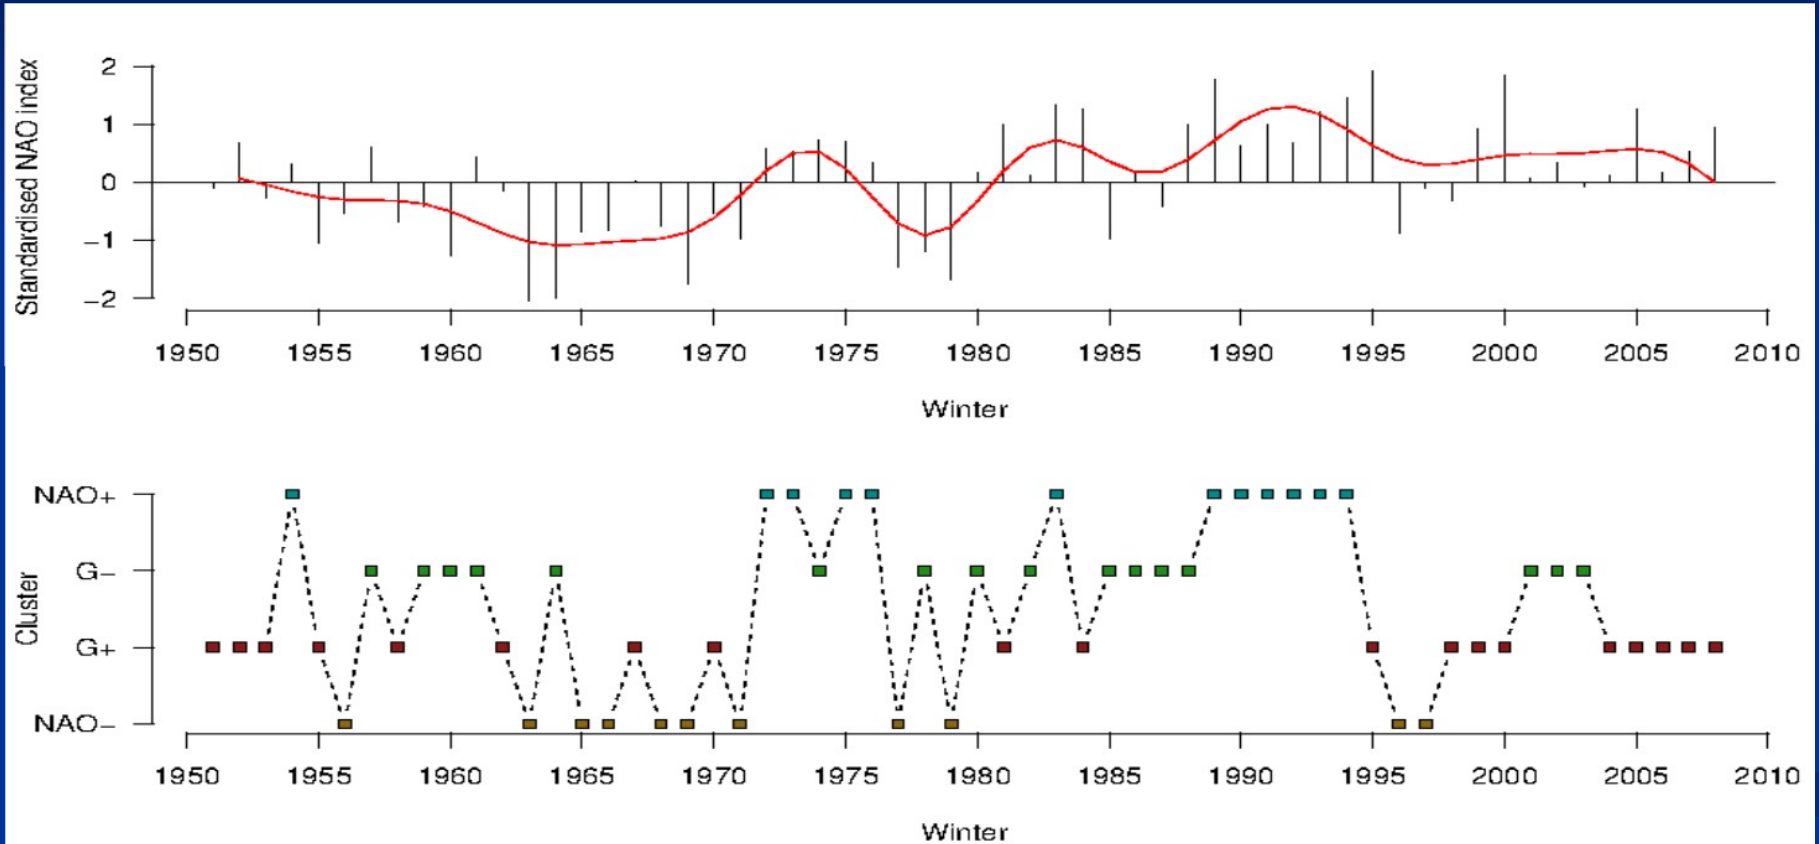 Standardised NAO index
2
1
0
−1
−2
1950 1955 1960 1965 1970 1975 1980 1985 1990 1995 2000 2005 2010
Winter
Cluster
NAO+
G−
G+
NAO−
1950 1955 1960 1965 1970 1975 1980 1985 1990 1995 2000 2005 2010
Winter